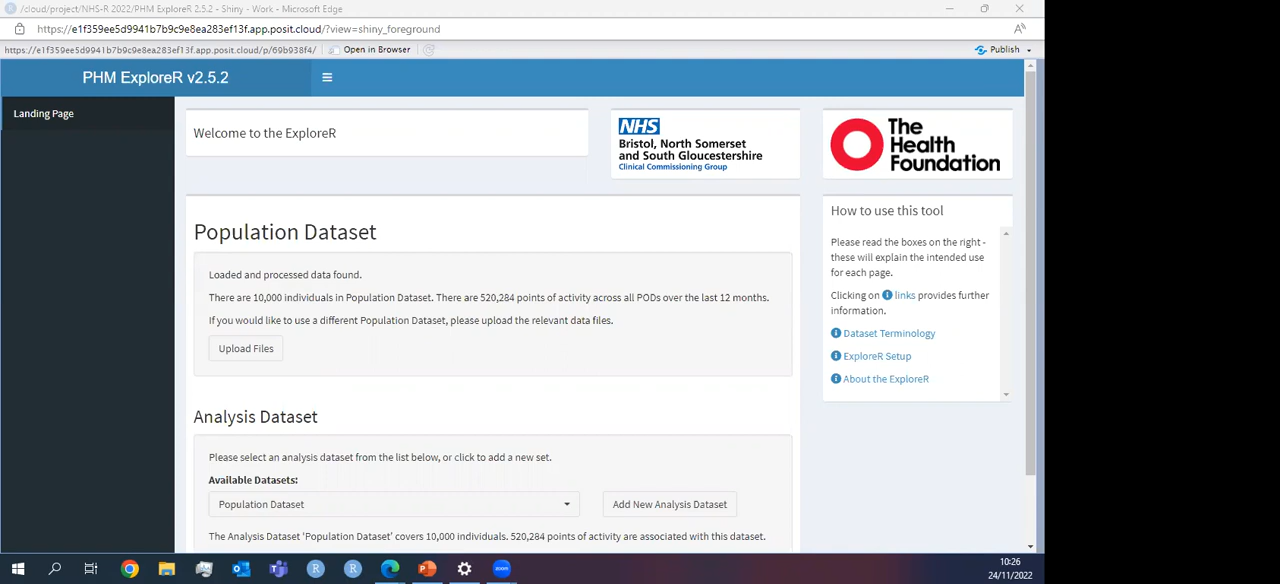 /cloud/project/NHS-R 2022/PHM ExploreR v2.5.2 - Shiny - Work - Microsoft Edge
https://e1f359ee5d9941b7b9c9e8ea283ef13f.app.posit.cloud/?view=shiny_foreground
https://e1f359ee5d9941b7b9c9e8ea283ef13f.app.posit.cloud/p/69b938f4/ Open in Browser Publish
PHM ExploreR v2.5.2
Landing Page
Welcome to the ExploreR
NHS
Bristol, North Somerset
and South Gloucestershire
Clinical Commissioning Group
The
Health
Foundation
Population Dataset
Loaded and processed data found.
There are 10,000 individuals in Population Dataset. There are 520,284 points of activity across all PODs over the last 12 months.
If you would like to use a different Population Dataset, please upload the relevant data files.
Upload Files
How to use this tool
Please read the boxes on the right -
these will explain the intended use
for each page.
Clicking on links provides further
information.
Dataset Terminology
ExploreR Setup
About the ExploreR
Analysis Dataset
Please select an analysis dataset from the list below, or click to add a new set.
Available Datasets:
Population Dataset
Add New Analysis Dataset
The Analysis Dataset 'Population Dataset' covers 10,000 individuals. 520,284 points of activity are associated with this dataset.
10:26
24/11/2022